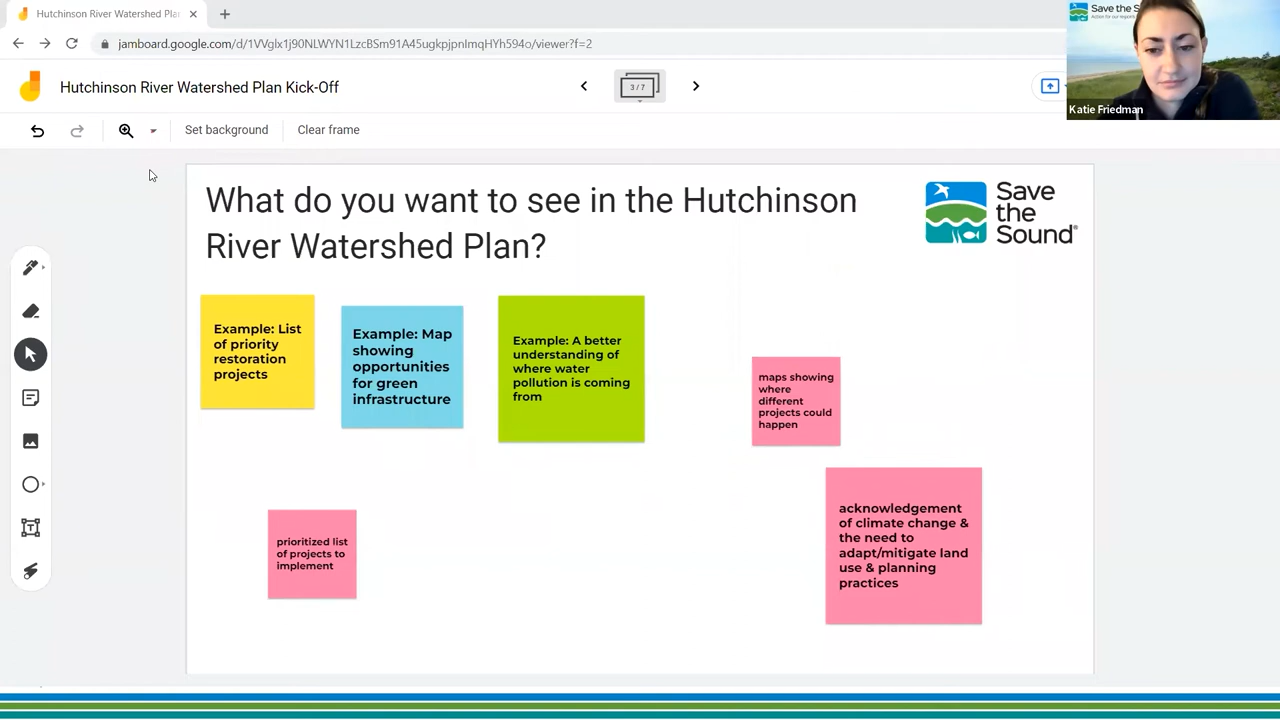 Hutchinson River Watershed Plan
jamboard.google.com/d/1VVglx1j90NLWYN1LzcBSm91A45ugkpjpnImqHYh594o/viewer?f=2
Save the S
Katie Friedman
Hutchinson River Watershed Plan Kick-Off
3 / 7
Set background
Clear frame
What do you want to see in the Hutchinson
River Watershed Plan?
Save
the
Sound®
Example: List
of priority
restoration
projects
Example: Map
showing
opportunities
for green
infrastructure
Example: A better
understanding of
where water
pollution is coming
from
maps showing
where
different
projects could
happen
prioritized list
of projects to
implement
acknowledgement
of climate change &
the need to
adapt/mitigate land
use & planning
practices